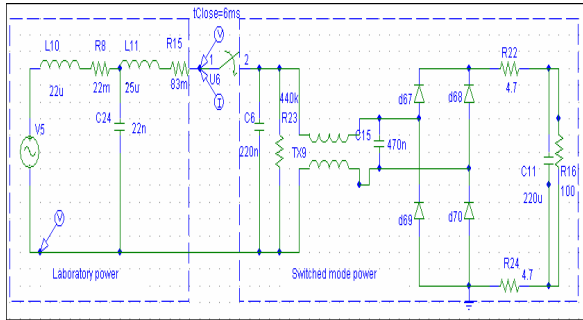 tClose=6ms
V
L10
R8
L11
R15
1
2
R22
U6
d67
d68
4.7
22u
22m
25u
83m
I
440k
C6
R23
C15
C24
V5
22n
220n
TX9
470n
C11
R16
220u
100
V
d69
d70
R24
4.7
Laboratory power
Switched mode power